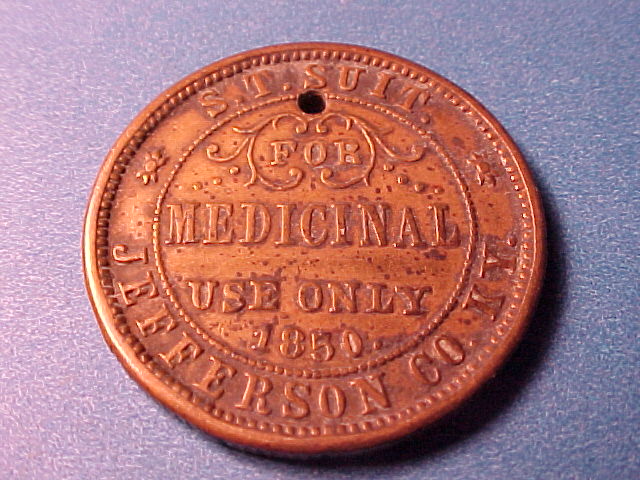 S.T. SUIT.
FOR
MEDICINAL
USE ONLY
1850.
JEFFERSON CO. KY.